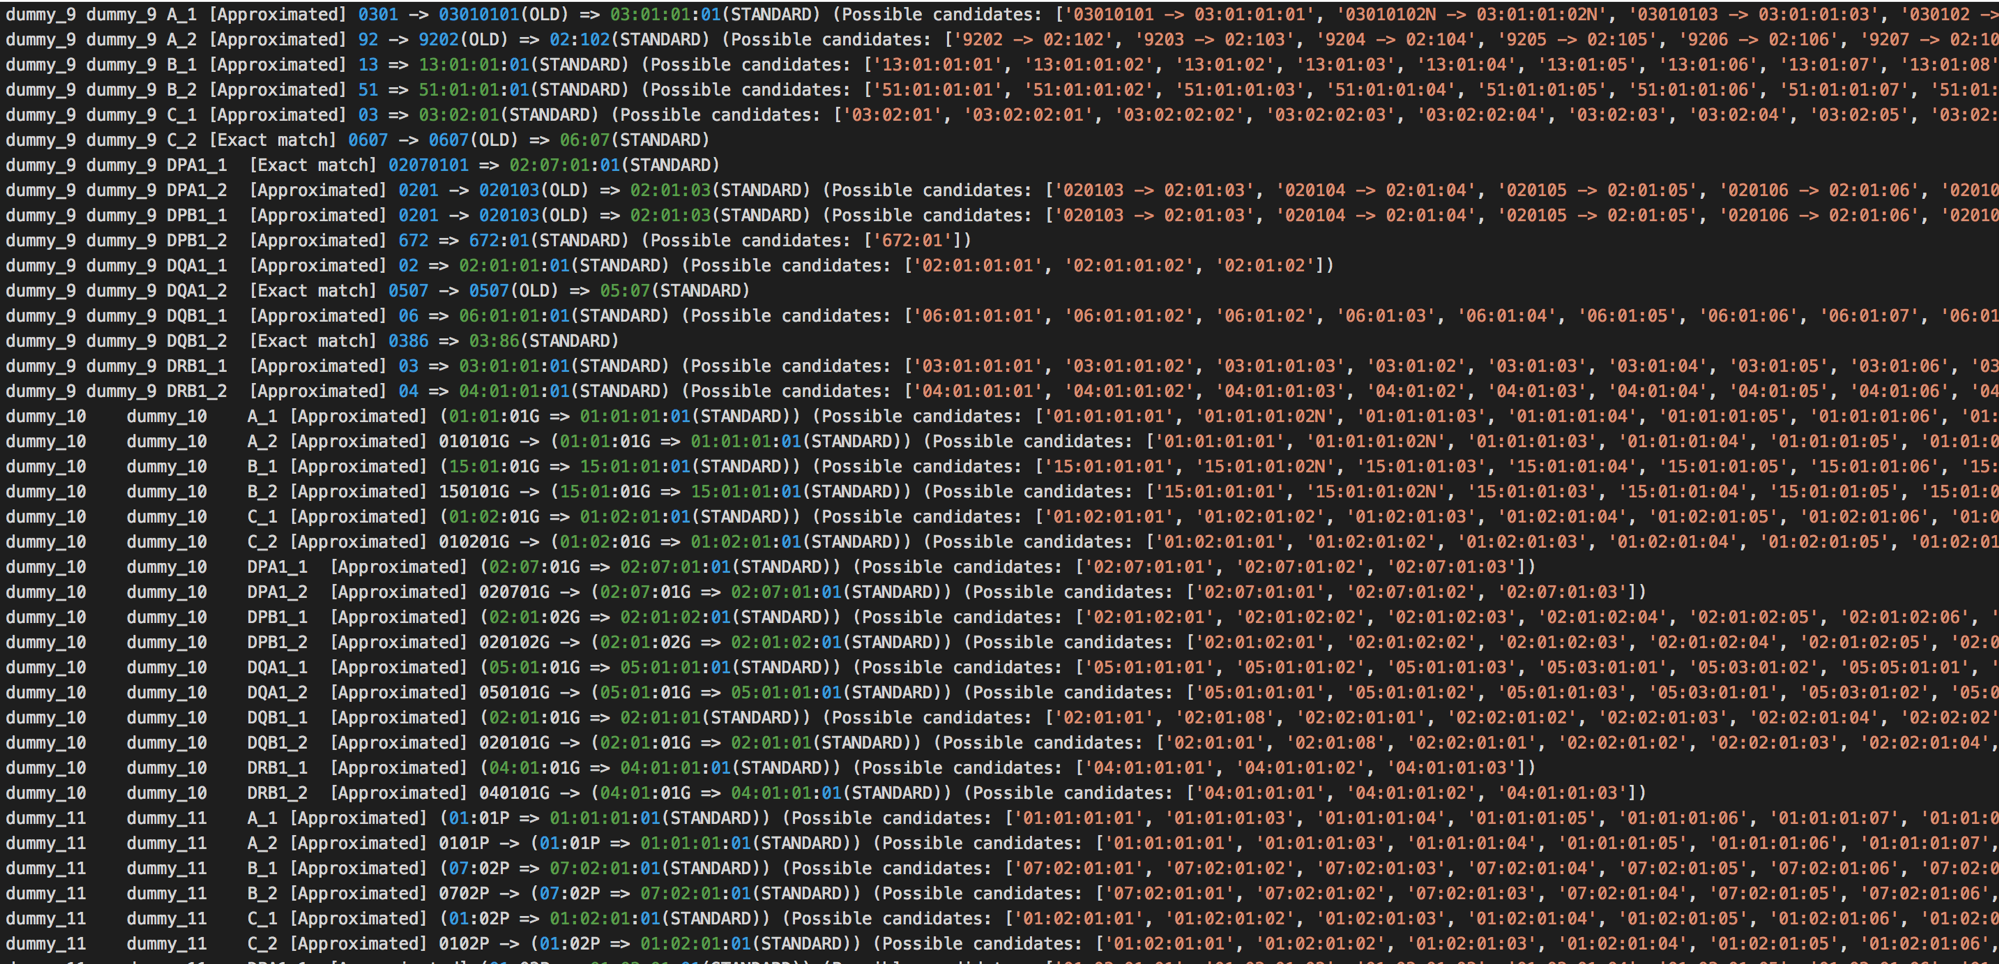 dummy_9 dummy_9 A_1 [Approximated] 0301 -> 03010101(OLD) => 03:01:01:01(STANDARD) (Possible candidates: ['03010101 -> 03:01:01:01', '03010102N -> 03:01:01:02N', '03010103 -> 03:01:01:03', '030102 ->
dummy_9 dummy_9 A_2 [Approximated] 92 -> 9202(OLD) => 02:102(STANDARD) (Possible candidates: ['9202 -> 02:102', '9203 -> 02:103', '9204 -> 02:104', '9205 -> 02:105', '9206 -> 02:106', '9207 -> 02:10
dummy_9 dummy_9 B_1 [Approximated] 13 => 13:01:01:01(STANDARD) (Possible candidates: ['13:01:01:01', '13:01:01:02', '13:01:02', '13:01:03', '13:01:04', '13:01:05', '13:01:06', '13:01:07', '13:01:08'
dummy_9 dummy_9 B_2 [Approximated] 51 => 51:01:01:01(STANDARD) (Possible candidates: ['51:01:01:01', '51:01:01:02', '51:01:01:03', '51:01:01:04', '51:01:01:05', '51:01:01:06', '51:01:01:07', '51:01:
dummy_9 dummy_9 C_1 [Approximated] 03 => 03:02:01(STANDARD) (Possible candidates: ['03:02:01', '03:02:02:01', '03:02:02:02', '03:02:02:03', '03:02:02:04', '03:02:03', '03:02:04', '03:02:05', '03:02:
dummy_9 dummy_9 C_2 [Exact match] 0607 -> 0607(OLD) => 06:07(STANDARD)
dummy_9 dummy_9 DPA1_1 [Exact match] 02070101 => 02:07:01:01(STANDARD)
dummy_9 dummy_9 DPA1_2 [Approximated] 0201 -> 020103(OLD) => 02:01:03(STANDARD) (Possible candidates: ['020103 -> 02:01:03', '020104 -> 02:01:04', '020105 -> 02:01:05', '020106 -> 02:01:06', '02010
dummy_9 dummy_9 DPB1_1 [Approximated] 0201 -> 020103(OLD) => 02:01:03(STANDARD) (Possible candidates: ['020103 -> 02:01:03', '020104 -> 02:01:04', '020105 -> 02:01:05', '020106 -> 02:01:06', '02010
dummy_9 dummy_9 DPB1_2 [Approximated] 672 => 672:01(STANDARD) (Possible candidates: ['672:01'])
dummy_9 dummy_9 DQA1_1 [Approximated] 02 => 02:01:01:01(STANDARD) (Possible candidates: ['02:01:01:01', '02:01:01:02', '02:01:02'])
dummy_9 dummy_9 DQA1_2 [Exact match] 0507 -> 0507(OLD) => 05:07(STANDARD)
dummy_9 dummy_9 DQB1_1 [Approximated] 06 => 06:01:01:01(STANDARD) (Possible candidates: ['06:01:01:01', '06:01:01:02', '06:01:02', '06:01:03', '06:01:04', '06:01:05', '06:01:06', '06:01:07', '06:01
dummy_9 dummy_9 DQB1_2 [Exact match] 0386 => 03:86(STANDARD)
dummy_9 dummy_9 DRB1_1 [Approximated] 03 => 03:01:01:01(STANDARD) (Possible candidates: ['03:01:01:01', '03:01:01:02', '03:01:01:03', '03:01:02', '03:01:03', '03:01:04', '03:01:05', '03:01:06', '03
dummy_9 dummy_9 DRB1_2 [Approximated] 04 => 04:01:01:01(STANDARD) (Possible candidates: ['04:01:01:01', '04:01:01:02', '04:01:01:03', '04:01:02', '04:01:03', '04:01:04', '04:01:05', '04:01:06', '04
dummy_10 dummy_10 A_1 [Approximated] (01:01:01G => 01:01:01:01(STANDARD)) (Possible candidates: ['01:01:01:01', '01:01:01:02N', '01:01:01:03', '01:01:01:04', '01:01:01:05', '01:01:01:06', '01:
dummy_10 dummy_10 A_2 [Approximated] 010101G -> (01:01:01G => 01:01:01:01(STANDARD)) (Possible candidates: ['01:01:01:01', '01:01:01:02N', '01:01:01:03', '01:01:01:04', '01:01:01:05', '01:01:0
dummy_10 dummy_10 B_1 [Approximated] (15:01:01G => 15:01:01:01(STANDARD)) (Possible candidates: ['15:01:01:01', '15:01:01:02N', '15:01:01:03', '15:01:01:04', '15:01:01:05', '15:01:01:06', '15:
dummy_10 dummy_10 B_2 [Approximated] 150101G -> (15:01:01G => 15:01:01:01(STANDARD)) (Possible candidates: ['15:01:01:01', '15:01:01:02N', '15:01:01:03', '15:01:01:04', '15:01:01:05', '15:01:0
dummy_10 dummy_10 C_1 [Approximated] (01:02:01G => 01:02:01:01(STANDARD)) (Possible candidates: ['01:02:01:01', '01:02:01:02', '01:02:01:03', '01:02:01:04', '01:02:01:05', '01:02:01:06', '01:0
dummy_10 dummy_10 C_2 [Approximated] 010201G -> (01:02:01G => 01:02:01:01(STANDARD)) (Possible candidates: ['01:02:01:01', '01:02:01:02', '01:02:01:03', '01:02:01:04', '01:02:01:05', '01:02:01
dummy_10 dummy_10 DPA1_1 [Approximated] (02:07:01G => 02:07:01:01(STANDARD)) (Possible candidates: ['02:07:01:01', '02:07:01:02', '02:07:01:03'])
dummy_10 dummy_10 DPA1_2 [Approximated] 020701G -> (02:07:01G => 02:07:01:01(STANDARD)) (Possible candidates: ['02:07:01:01', '02:07:01:02', '02:07:01:03'])
dummy_10 dummy_10 DPB1_1 [Approximated] (02:01:02G => 02:01:02:01(STANDARD)) (Possible candidates: ['02:01:02:01', '02:01:02:02', '02:01:02:03', '02:01:02:04', '02:01:02:05', '02:01:02:06', '
dummy_10 dummy_10 DPB1_2 [Approximated] 020102G -> (02:01:02G => 02:01:02:01(STANDARD)) (Possible candidates: ['02:01:02:01', '02:01:02:02', '02:01:02:03', '02:01:02:04', '02:01:02:05', '02:0
dummy_10 dummy_10 DQA1_1 [Approximated] (05:01:01G => 05:01:01:01(STANDARD)) (Possible candidates: ['05:01:01:01', '05:01:01:02', '05:01:01:03', '05:03:01:01', '05:03:01:02', '05:05:01:01', '
dummy_10 dummy_10 DQA1_2 [Approximated] 050101G -> (05:01:01G => 05:01:01:01(STANDARD)) (Possible candidates: ['05:01:01:01', '05:01:01:02', '05:01:01:03', '05:03:01:01', '05:03:01:02', '05:0
dummy_10 dummy_10 DQB1_1 [Approximated] (02:01:01G => 02:01:01(STANDARD)) (Possible candidates: ['02:01:01', '02:01:08', '02:02:01:01', '02:02:01:02', '02:02:01:03', '02:02:01:04', '02:02:02'
dummy_10 dummy_10 DQB1_2 [Approximated] 020101G -> (02:01:01G => 02:01:01(STANDARD)) (Possible candidates: ['02:01:01', '02:01:08', '02:02:01:01', '02:02:01:02', '02:02:01:03', '02:02:01:04',
dummy_10 dummy_10 DRB1_1 [Approximated] (04:01:01G => 04:01:01:01(STANDARD)) (Possible candidates: ['04:01:01:01', '04:01:01:02', '04:01:01:03'])
dummy_10 dummy_10 DRB1_2 [Approximated] 040101G -> (04:01:01G => 04:01:01:01(STANDARD)) (Possible candidates: ['04:01:01:01', '04:01:01:02', '04:01:01:03'])
dummy_11 dummy_11 A_1 [Approximated] (01:01P => 01:01:01:01(STANDARD)) (Possible candidates: ['01:01:01:01', '01:01:01:03', '01:01:01:04', '01:01:01:05', '01:01:01:06', '01:01:01:07', '01:01:0
dummy_11 dummy_11 A_2 [Approximated] 0101P -> (01:01P => 01:01:01:01(STANDARD)) (Possible candidates: ['01:01:01:01', '01:01:01:03', '01:01:01:04', '01:01:01:05', '01:01:01:06', '01:01:01:07',
dummy_11 dummy_11 B_1 [Approximated] (07:02P => 07:02:01:01(STANDARD)) (Possible candidates: ['07:02:01:01', '07:02:01:02', '07:02:01:03', '07:02:01:04', '07:02:01:05', '07:02:01:06', '07:02:0
dummy_11 dummy_11 B_2 [Approximated] 0702P -> (07:02P => 07:02:01:01(STANDARD)) (Possible candidates: ['07:02:01:01', '07:02:01:02', '07:02:01:03', '07:02:01:04', '07:02:01:05', '07:02:01:06',
dummy_11 dummy_11 C_1 [Approximated] (01:02P => 01:02:01:01(STANDARD)) (Possible candidates: ['01:02:01:01', '01:02:01:02', '01:02:01:03', '01:02:01:04', '01:02:01:05', '01:02:01:06', '01:02:0
dummy_11 dummy_11 C_2 [Approximated] 0102P -> (01:02P => 01:02:01:01(STANDARD)) (Possible candidates: ['01:02:01:01', '01:02:01:02', '01:02:01:03', '01:02:01:04', '01:02:01:05', '01:02:01:06',